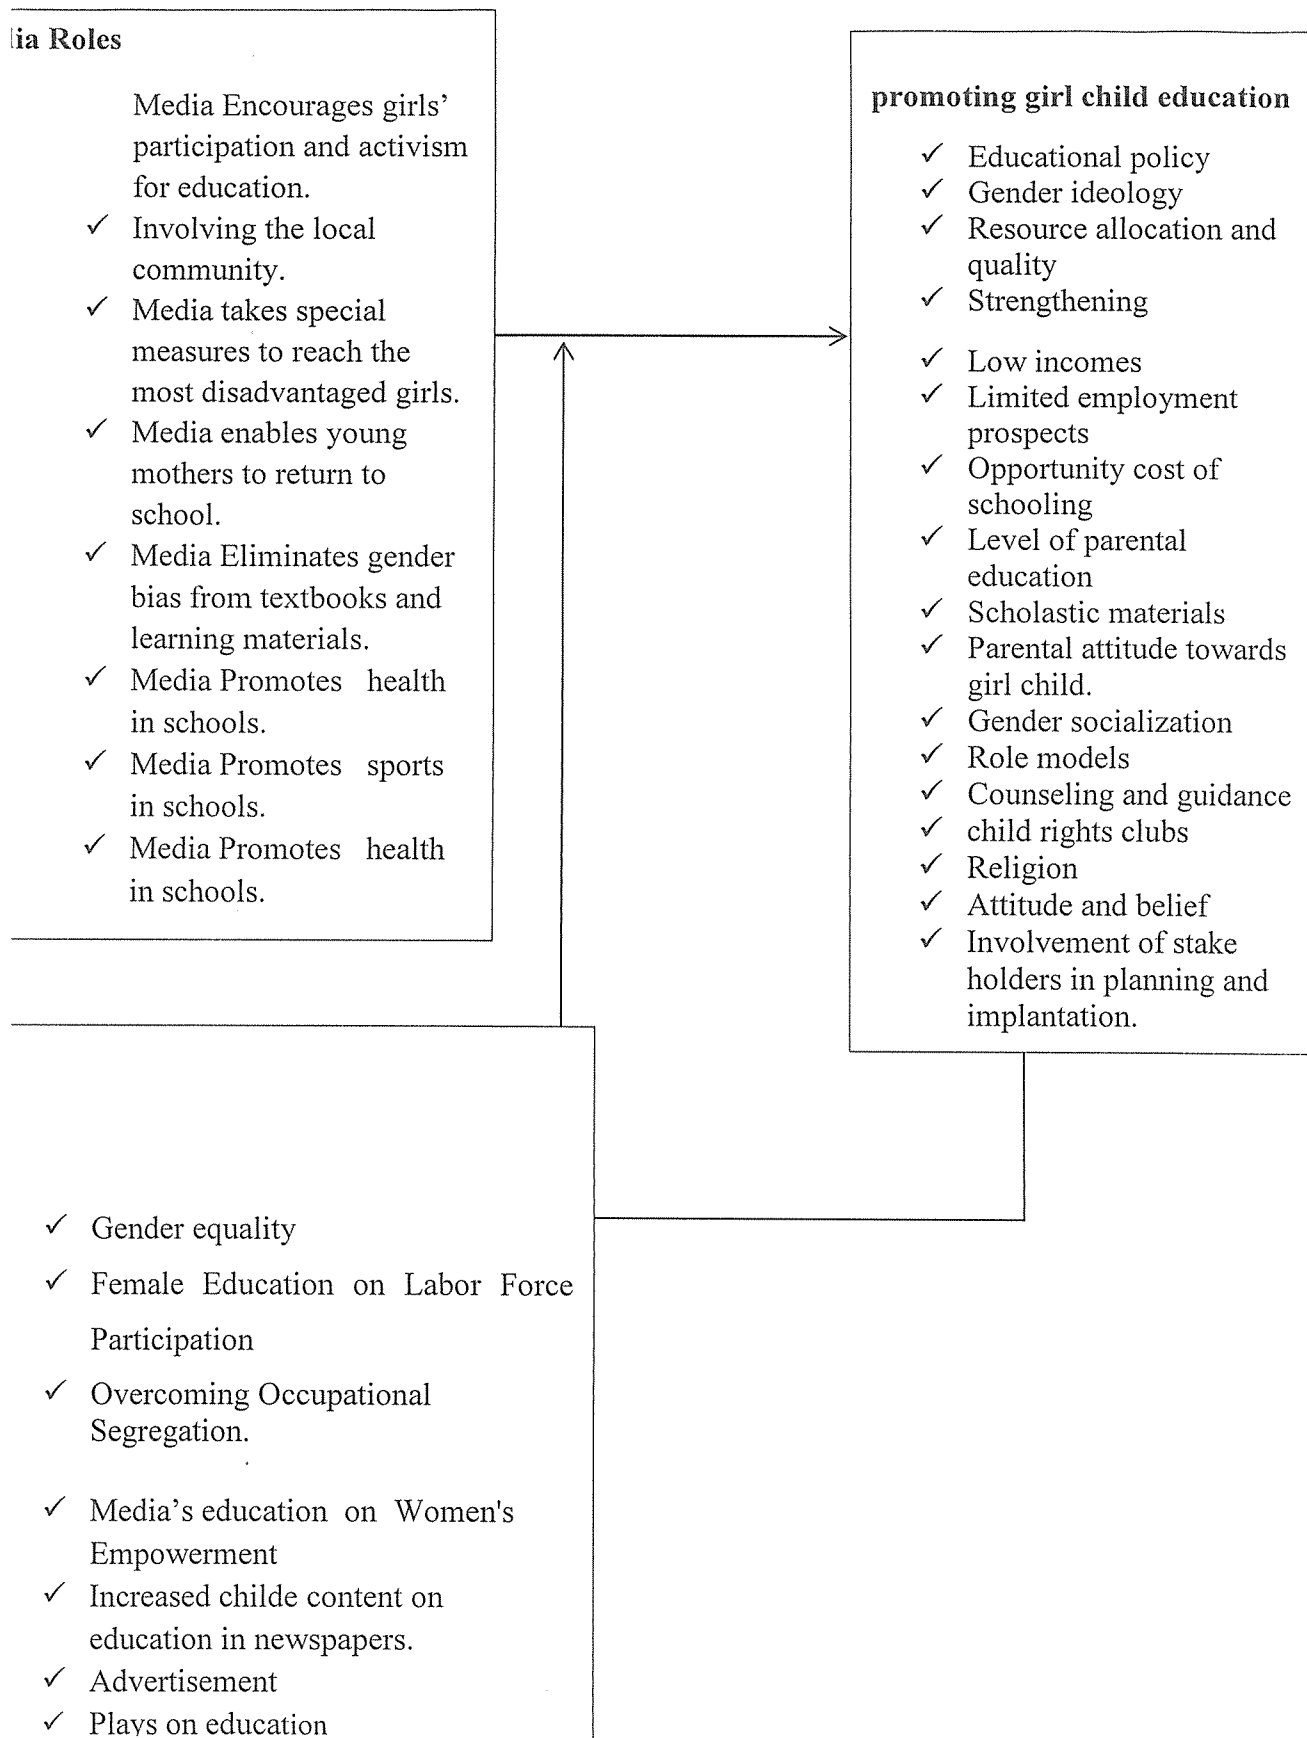 ia Roles
Media Encourages girls’
participation and activism
for education.
✓ Involving the local
community.
✓ Media takes special
measures to reach the
most disadvantaged girls.
✓ Media enables young
mothers to return to
school.
✓ Media Eliminates gender
bias from textbooks and
learning materials.
✓ Media Promotes health
in schools.
✓ Media Promotes sports
in schools.
✓ Media Promotes health
in schools.
promoting girl child education
✓ Educational policy
✓ Gender ideology
✓ Resource allocation and
quality
✓ Strengthening
✓ Low incomes
✓ Limited employment
prospects
✓ Opportunity cost of
schooling
✓ Level of parental
education
✓ Scholastic materials
✓ Parental attitude towards
girl child.
✓ Gender socialization
✓ Role models
✓ Counseling and guidance
✓ child rights clubs
✓ Religion
✓ Attitude and belief
✓ Involvement of stake
holders in planning and
implantation.
✓ Gender equality
✓ Female Education on Labor Force
Participation
✓ Overcoming Occupational
Segregation.
✓ Media’s education on Women's
Empowerment
✓ Increased childe content on
education in newspapers.
✓ Advertisement
✓ Plays on education